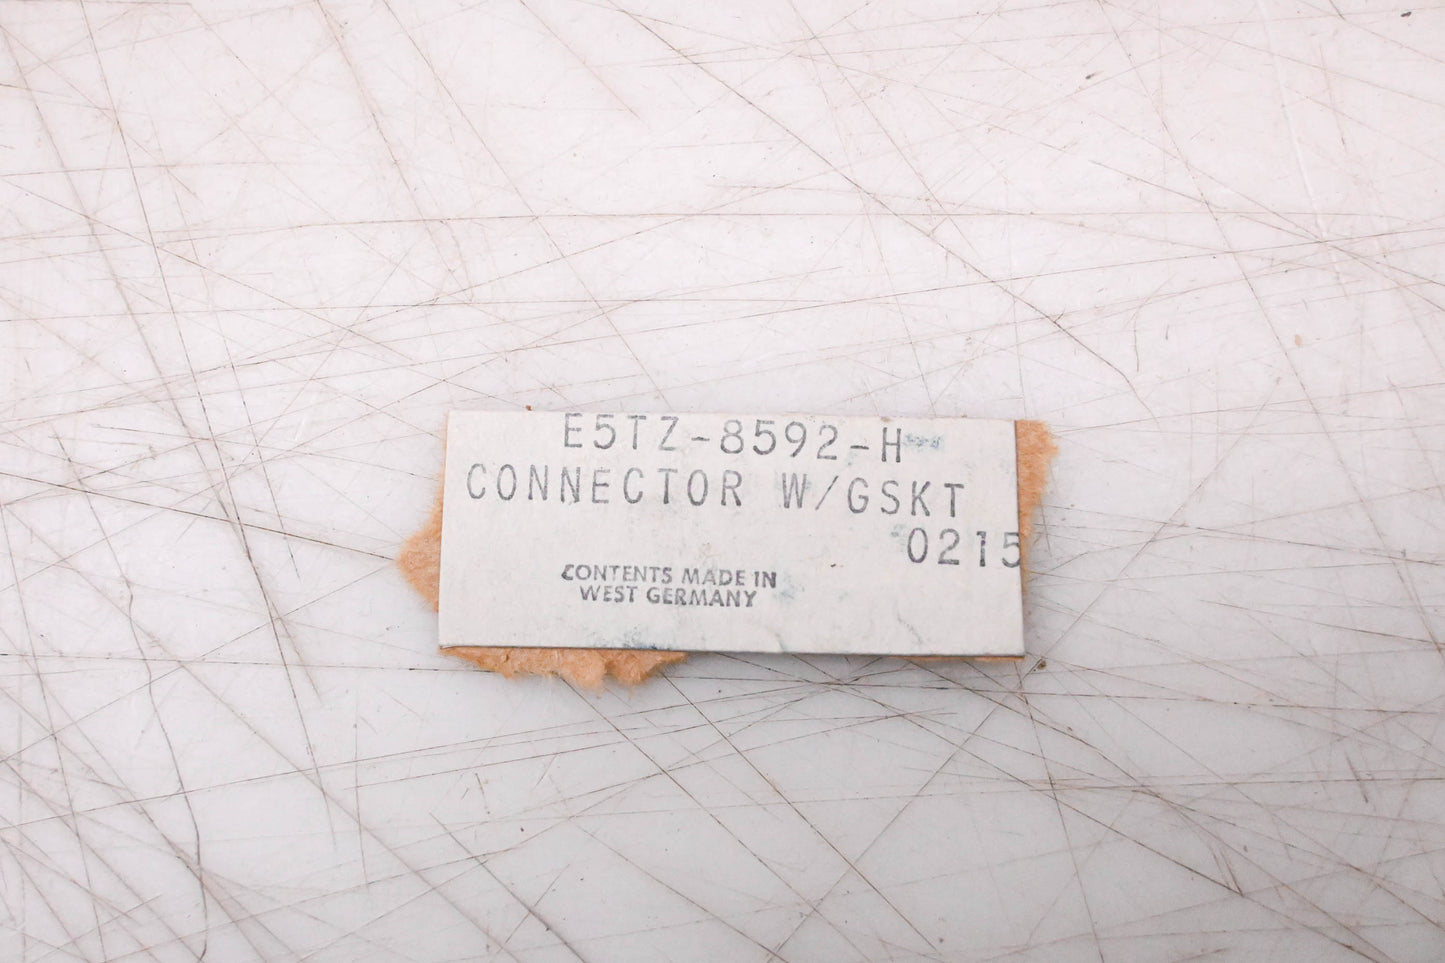 E5TZ-8592-H
CONNECTOR W/GSKT
0215
CONTENTS MADE IN
WEST GERMANY